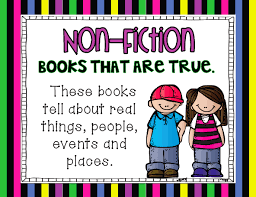 NON-FICTION
BOOKS THAT ARE TRUE.
These books
tell about real
things, people,
events and
places.